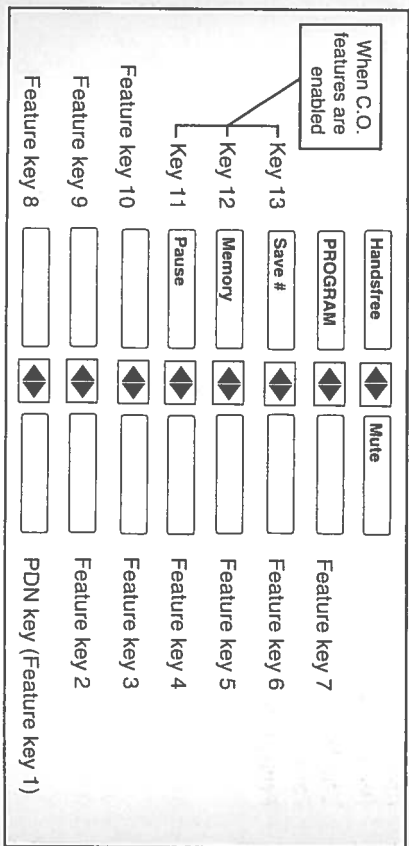 When C.O.
features are
enabled
Handsfree Mute
PROGRAM Feature key 7
Key 13 Save # Feature key 6
Key 12 Memory Feature key 5
Key 11 Pause Feature key 4
Feature key 10 Feature key 3
Feature key 9 Feature key 2
Feature key 8 PDN key (Feature key 1)